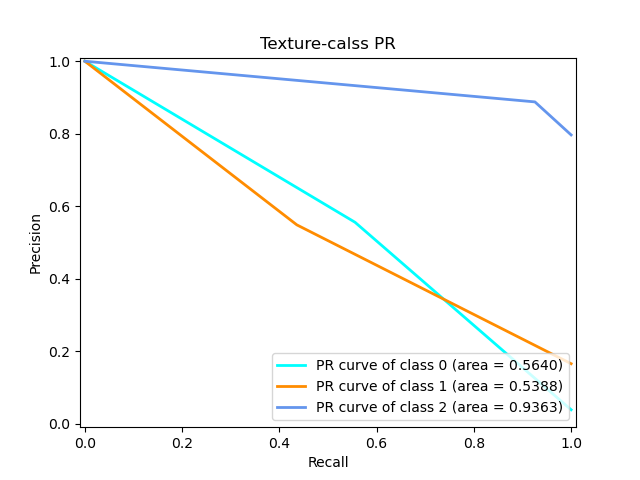 Texture-calss PR
Precision
1.0
0.8
0.6
0.4
0.2
0.0
PR curve of class 0 (area = 0.5640)
PR curve of class 1 (area = 0.5388)
PR curve of class 2 (area = 0.9363)
0.0 0.2 0.4 0.6 0.8 1.0
Recall